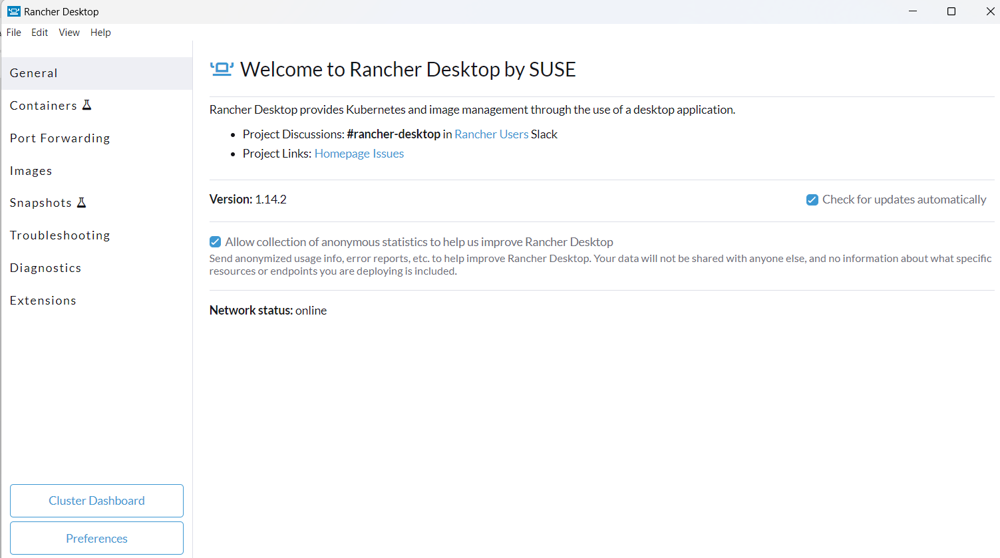 Rancher Desktop
File Edit View Help
General
Containers
Port Forwarding
Images
Snapshots
Troubleshooting
Diagnostics
Extensions
Cluster Dashboard
Preferences
Welcome to Rancher Desktop by SUSE
Rancher Desktop provides Kubernetes and image management through the use of a desktop application.
Project Discussions: #rancher-desktop in Rancher Users Slack
Project Links: Homepage Issues
Version: 1.14.2
Check for updates automatically
Allow collection of anonymous statistics to help us improve Rancher Desktop
Send anonymized usage info, error reports, etc. to help improve Rancher Desktop. Your data will not be shared with anyone else, and no information about what specific
resources or endpoints you are deploying is included.
Network status: online